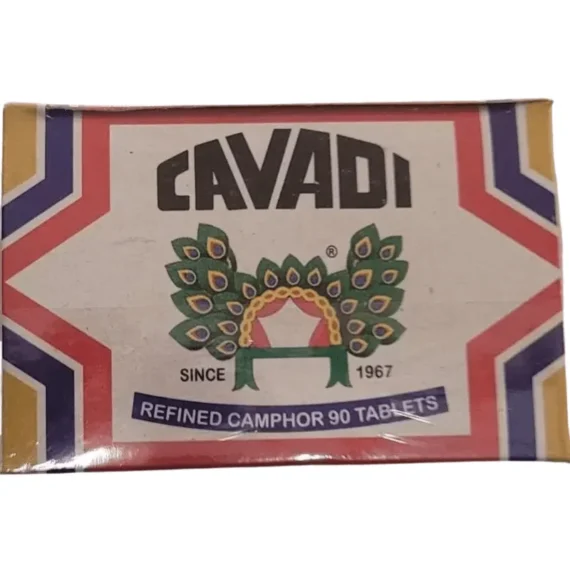 CAVADI
®
SINCE 1967
REFINED CAMPHOR 90 TABLETS